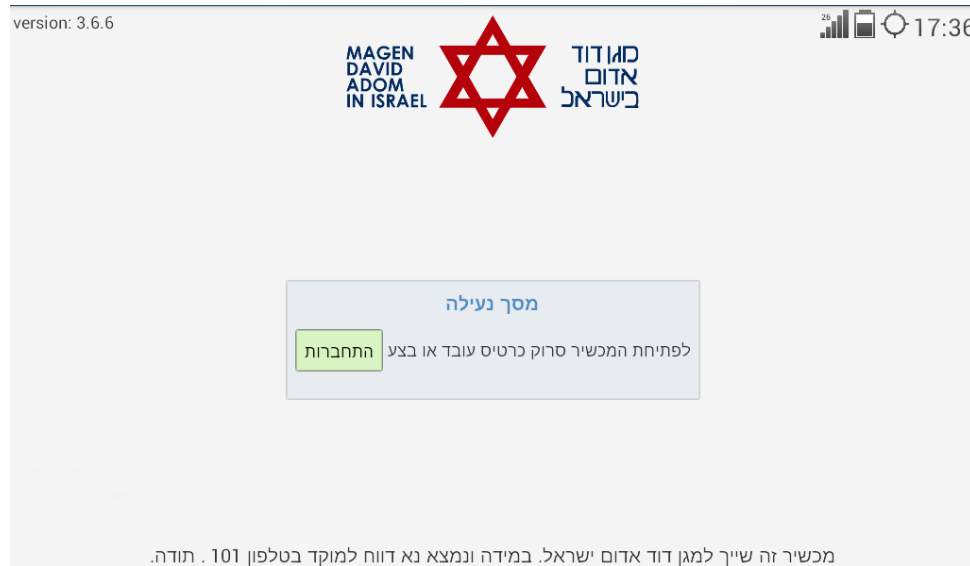 version: 3.6.6
26
17:36
MAGEN
DAVID
ADOM
IN ISRAEL
מגן דוד
אדום
בישראל
מסך נעילה
לפתיחת המכשיר סרוק כרטיס עובד או בצע התחברות
מכשיר זה שייך למגן דוד אדום ישראל. במידה ונמצא נא דווח למוקד בטלפון 101 . תודה.